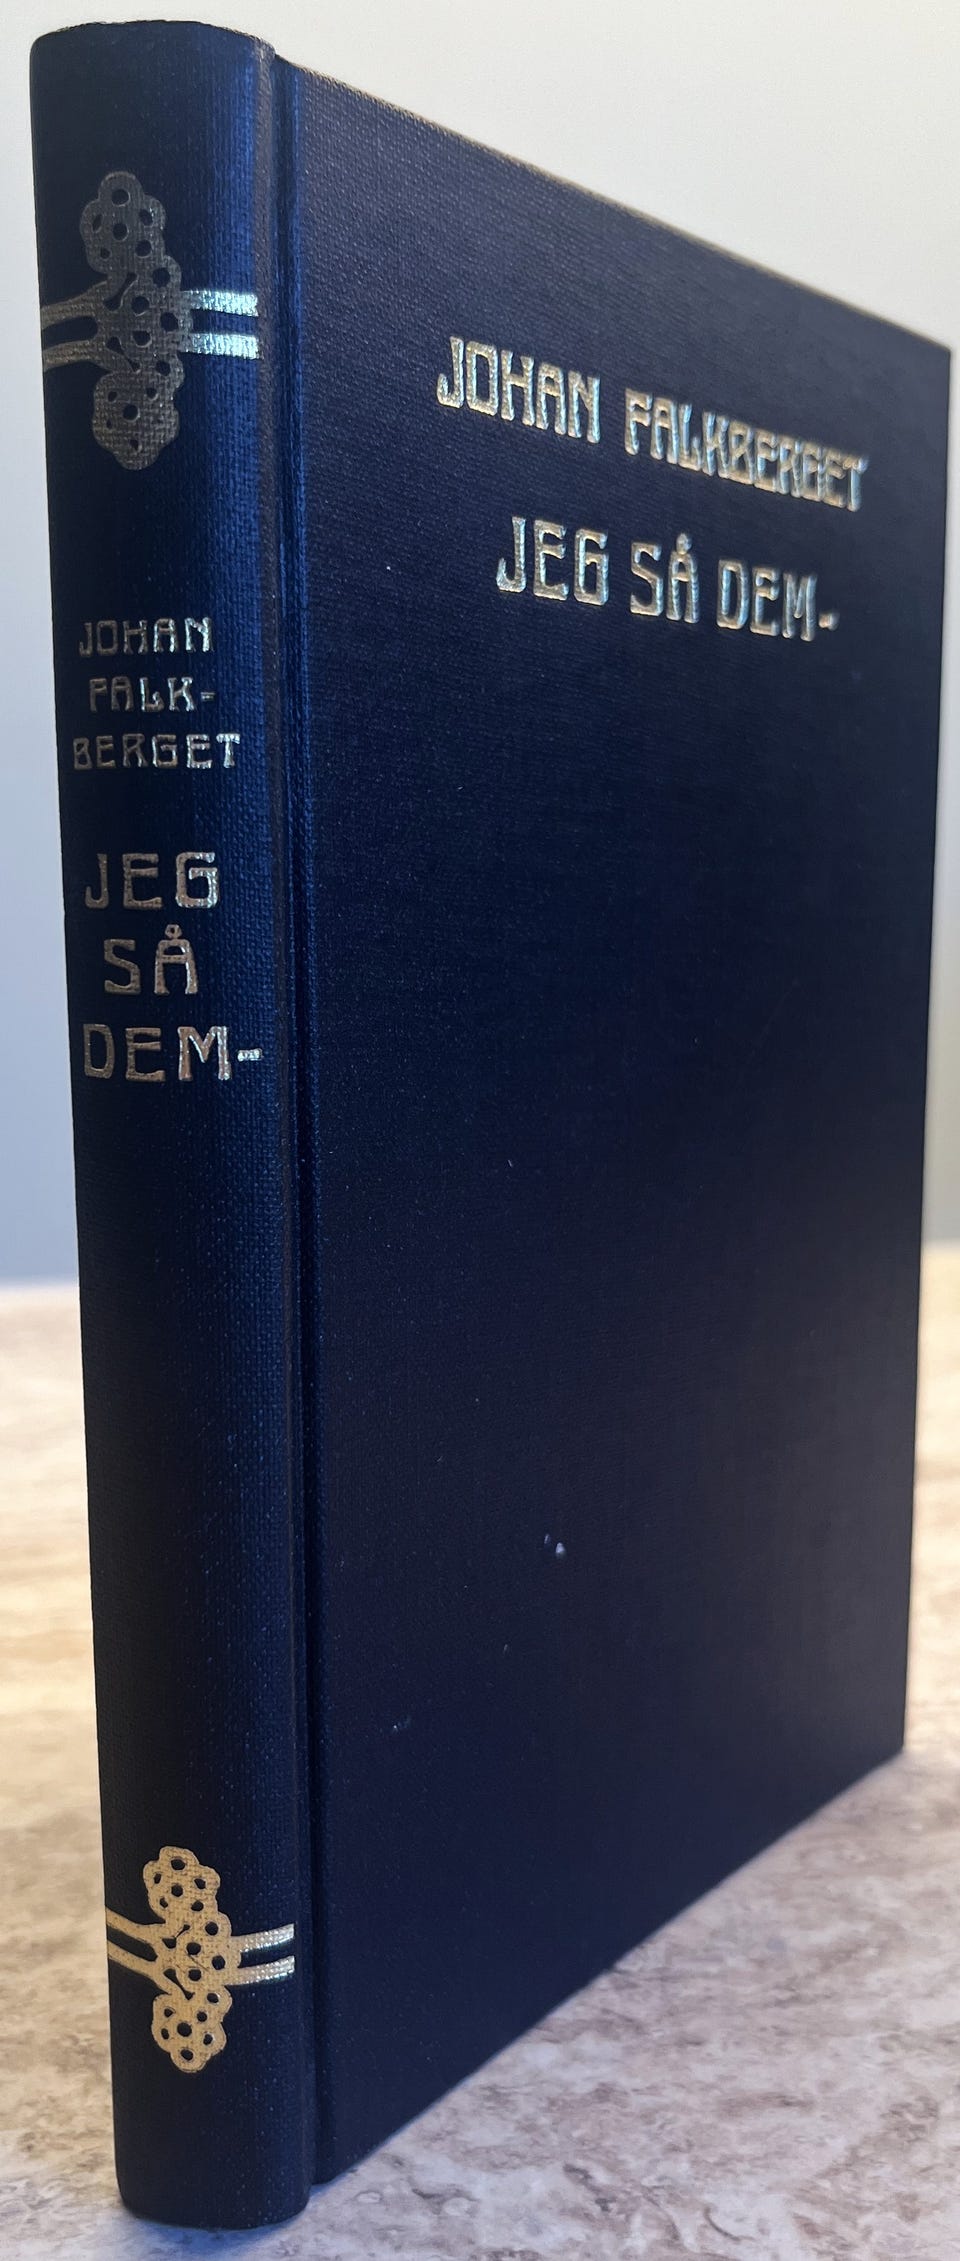 JOHAN
FALK-
BERGET
JEG
SÅ
DEM-
JOHAN FALKBERGET
JEG SÅ DEM-